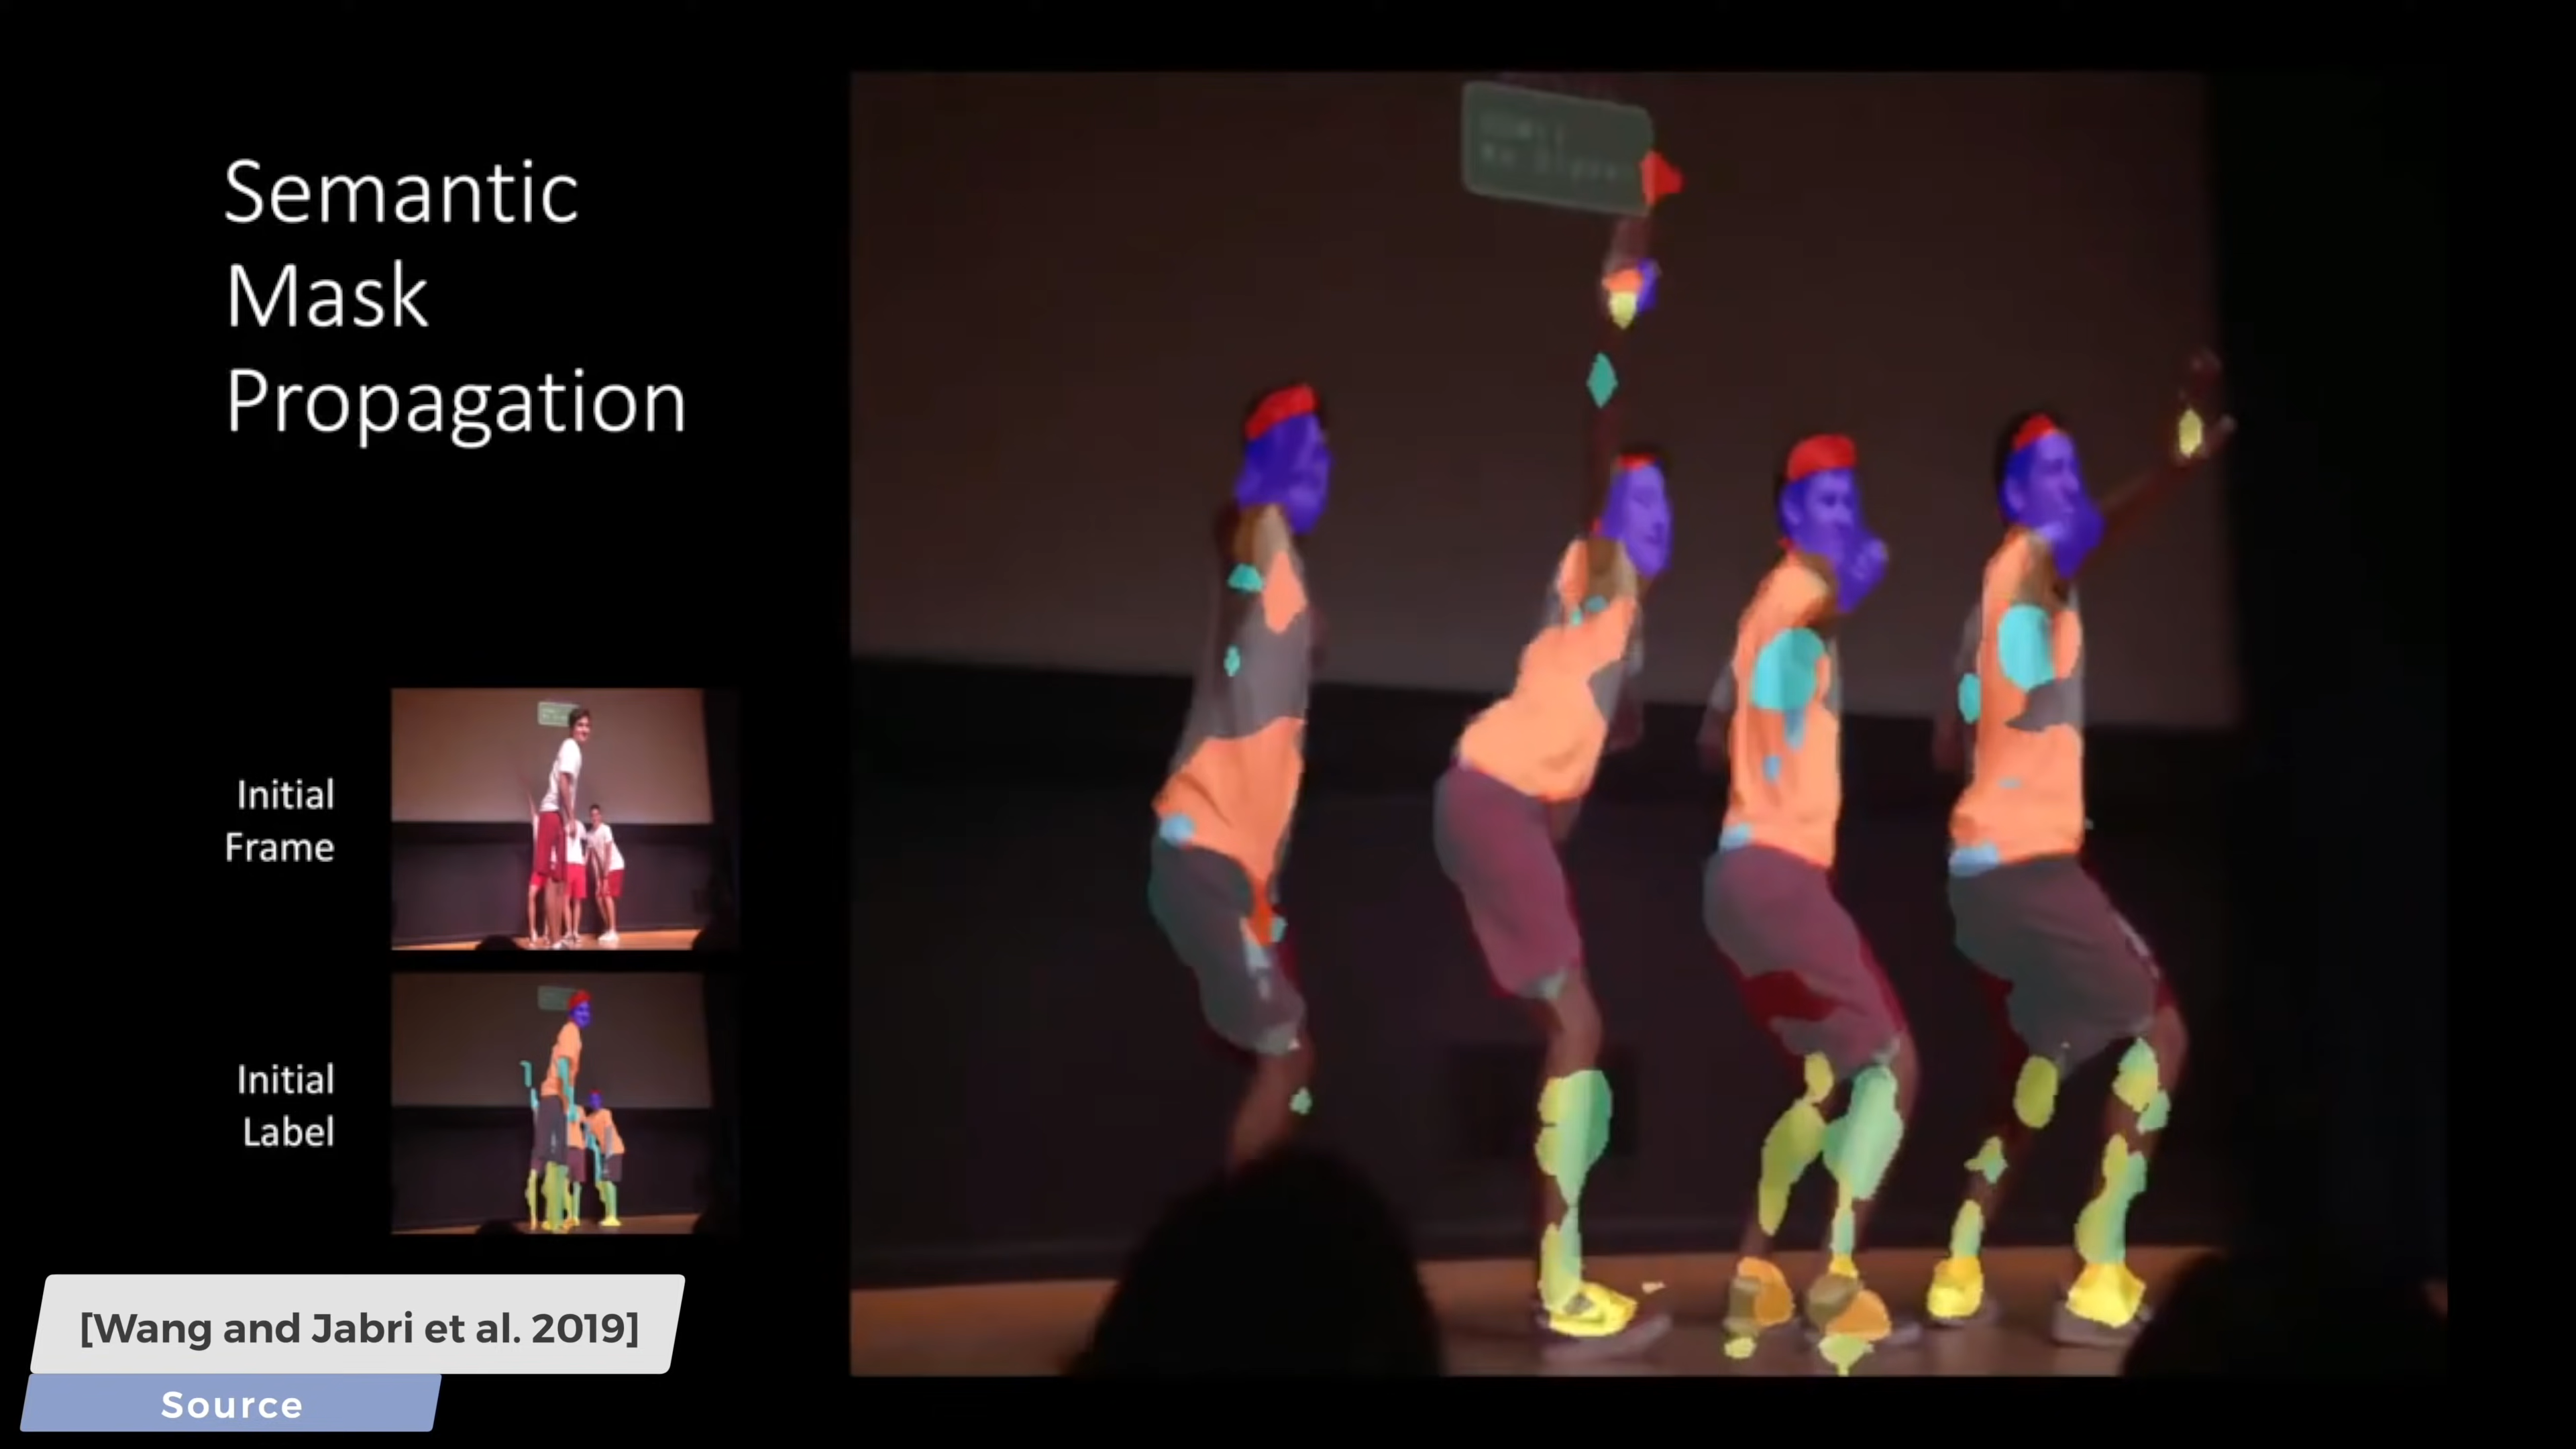 Semantic
Mask
Propagation
Initial
Frame
Initial
Label
[Wang and Jabri et al. 2019]
Source